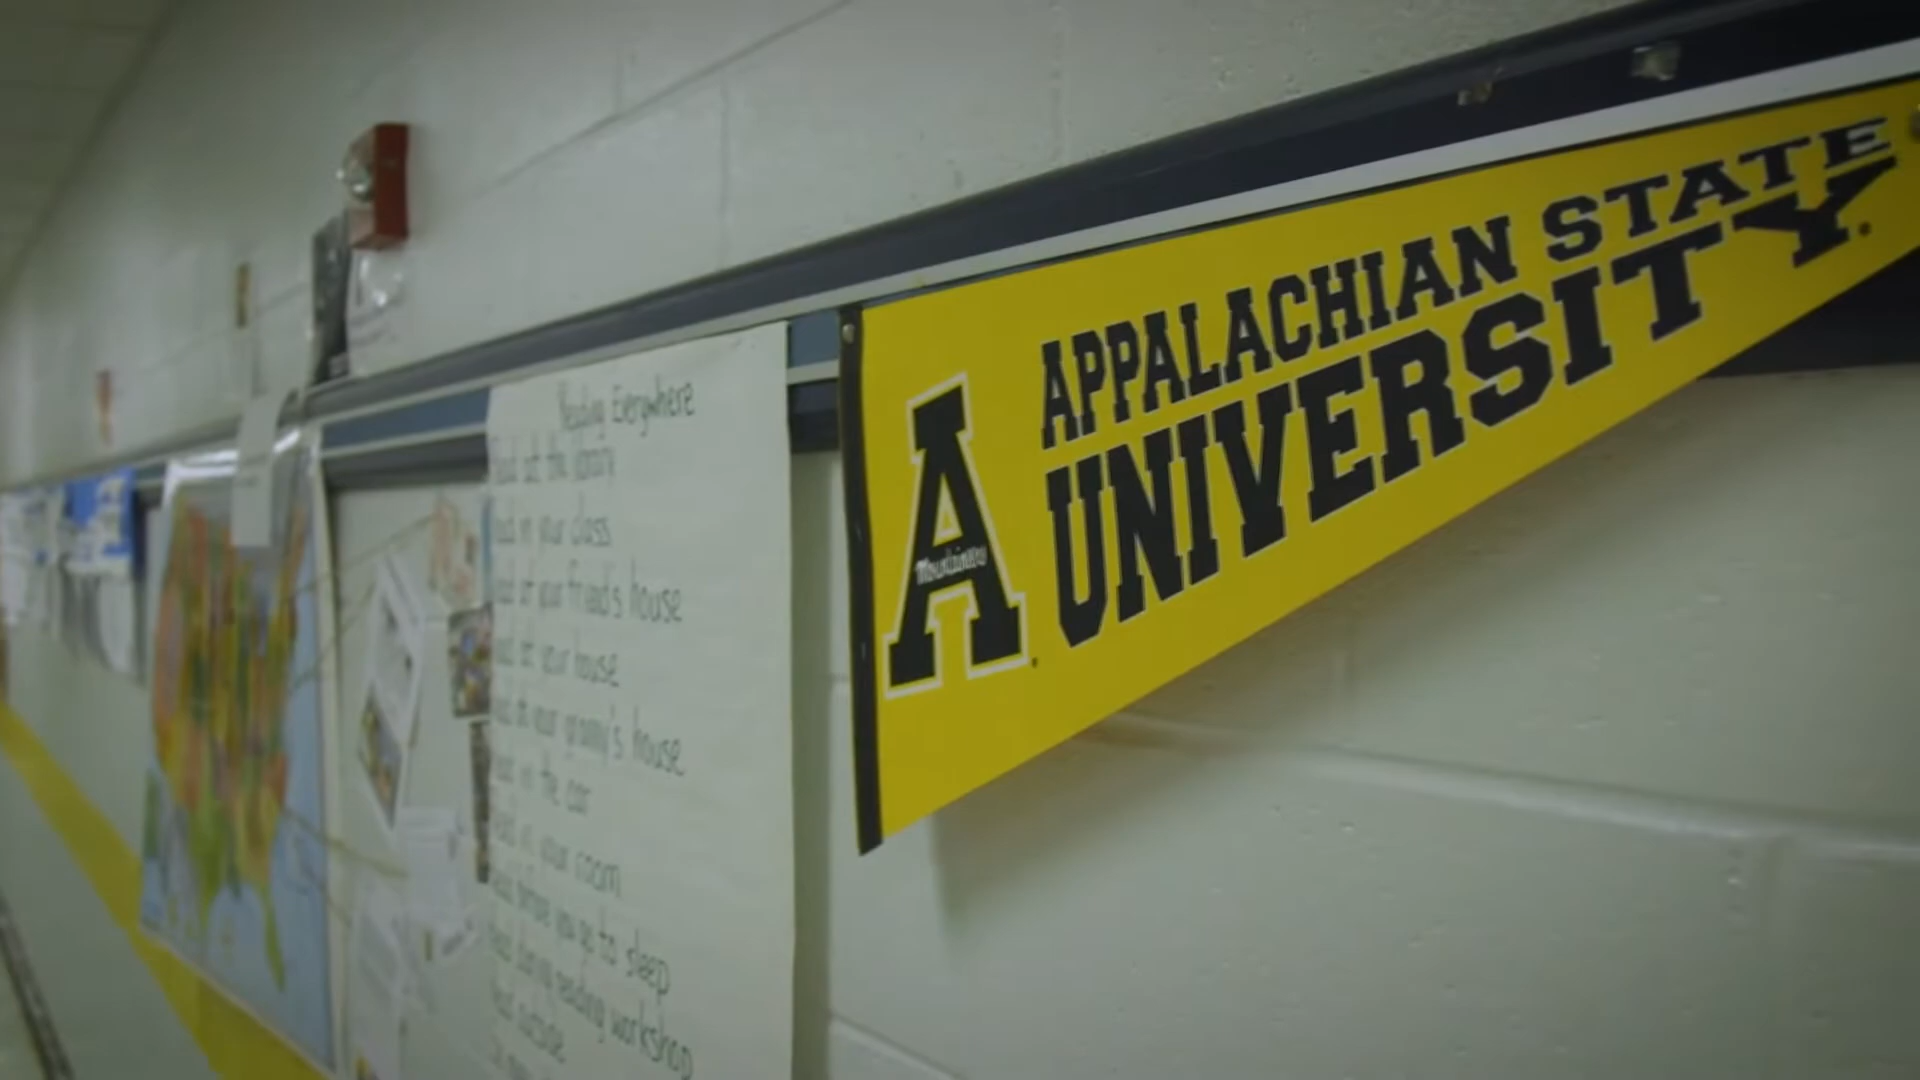 Reading Everywhere
Read at the library
Read in your class
Read at your friend's house
Read at your house
Read at your granny's house
Read in the car
Read in your room
Read before you go to sleep
Read during reading workshop
Read outside
A
Mountaineers
APPALACHIAN STATE
UNIVERSITY